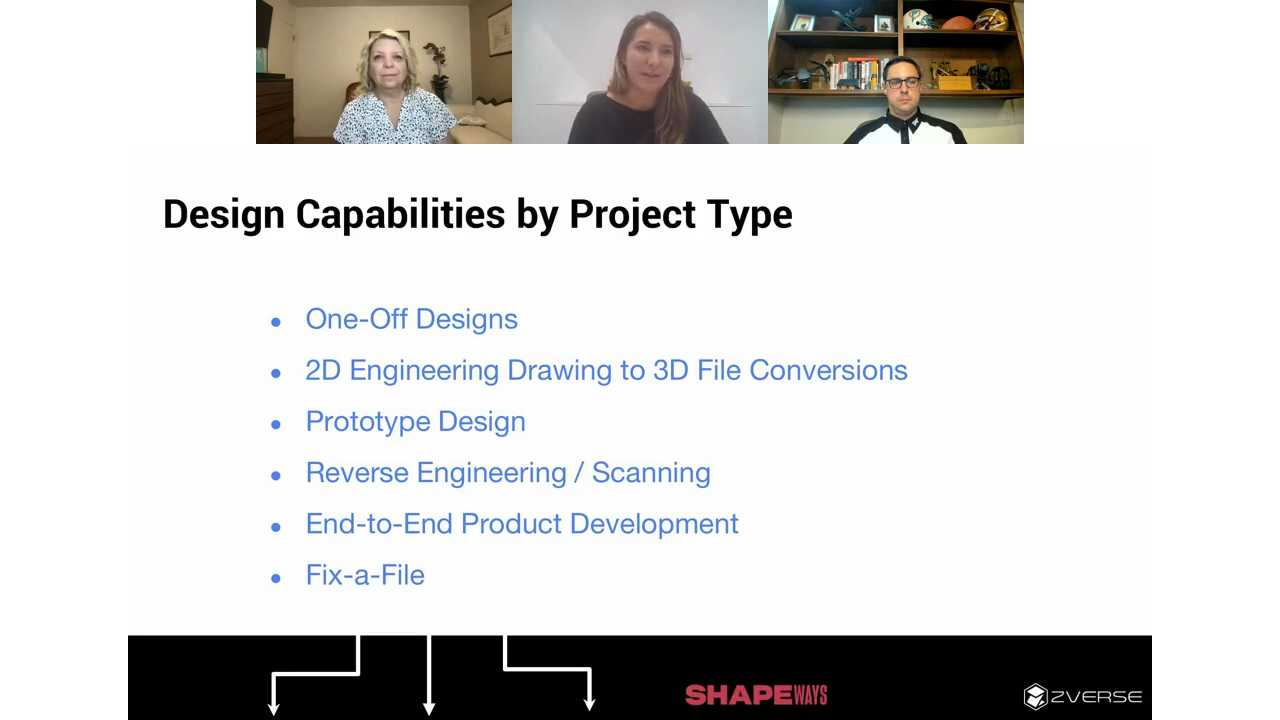 Design Capabilities by Project Type
• One-Off Designs
• 2D Engineering Drawing to 3D File Conversions
• Prototype Design
• Reverse Engineering / Scanning
• End-to-End Product Development
• Fix-a-File
SHAPEWAYS
ZVERSE